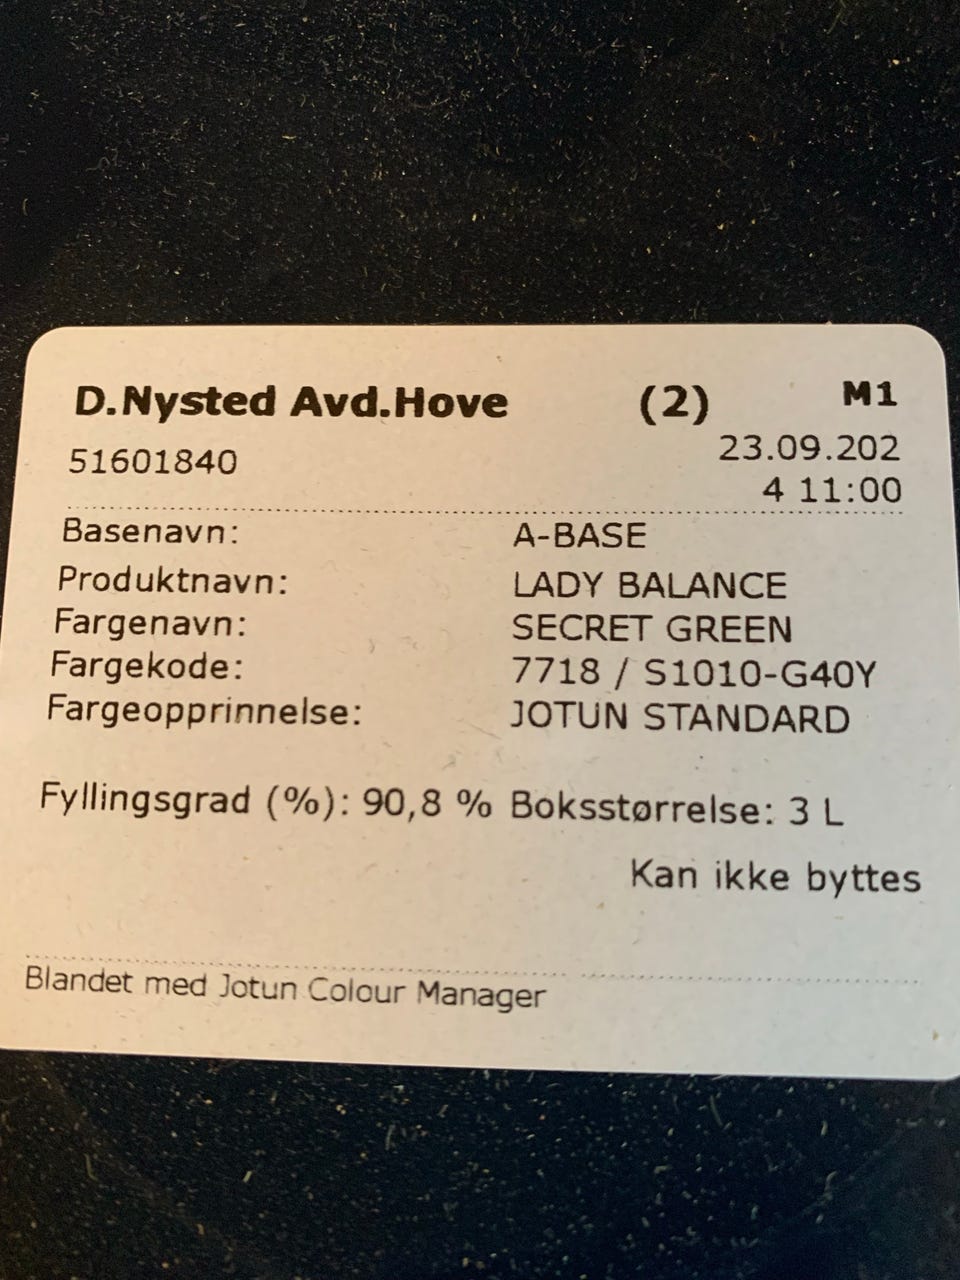 D.Nysted Avd.Hove (2) M1
51601840 23.09.202
4 11:00
Basenavn: A-BASE
Produktnavn: LADY BALANCE
Fargenavn: SECRET GREEN
Fargekode: 7718 / S1010-G40Y
Fargeopprinnelse: JOTUN STANDARD
Fyllingsgrad (%): 90,8 % Boksstørrelse: 3 L
Kan ikke byttes
Blandet med Jotun Colour Manager